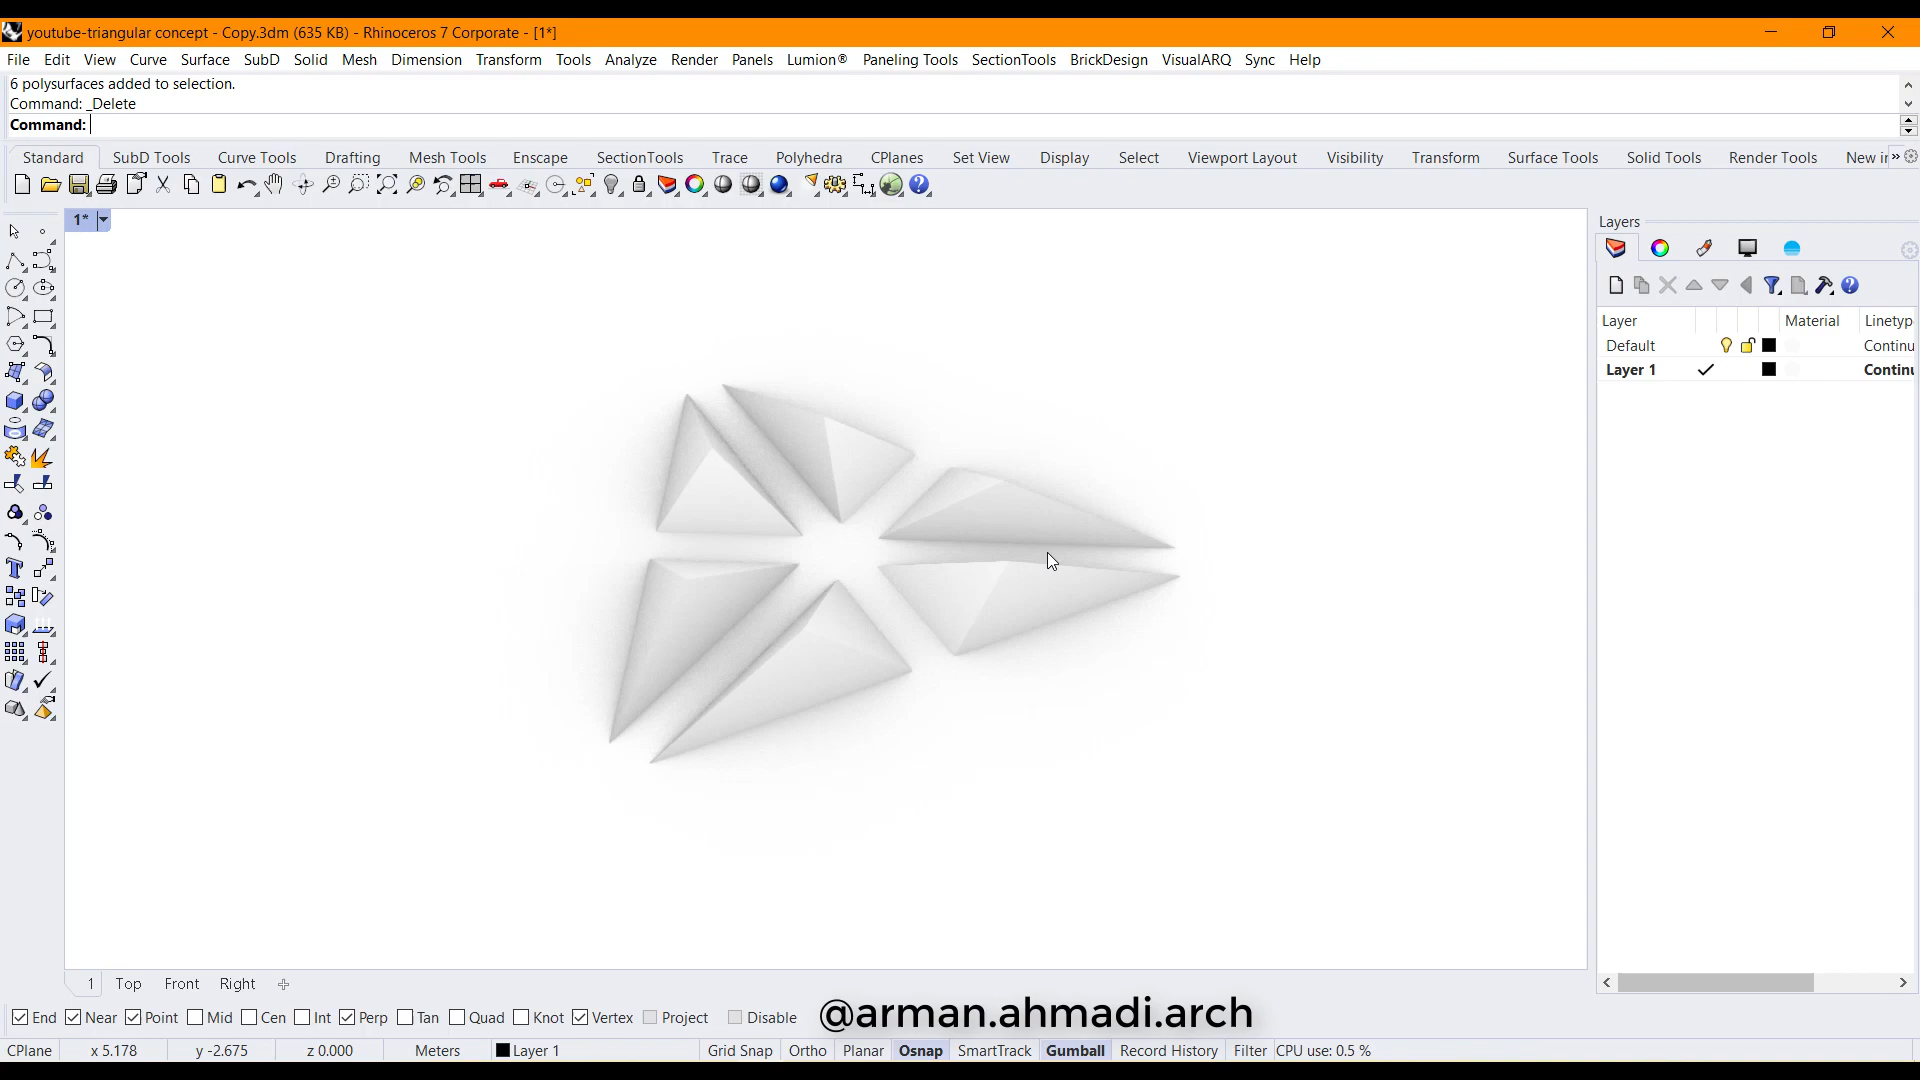 youtube-triangular concept - Copy.3dm (635 KB) - Rhinoceros 7 Corporate - [1*]
File Edit View Curve Surface SubD Solid Mesh Dimension Transform Tools Analyze Render Panels Lumion® Paneling Tools SectionTools BrickDesign VisualARQ Sync Help
6 polysurfaces added to selection.
Command: _Delete
Command:
Standard SubD Tools Curve Tools Drafting Mesh Tools Enscape SectionTools Trace Polyhedra CPlanes Set View Display Select Viewport Layout Visibility Transform Surface Tools Solid Tools Render Tools New in »
1*
Layers
Layer Material Linetyp
Default Continu
Layer 1 Continu
1 Top Front Right
End Near Point Mid Cen Int Perp Tan Quad Knot Vertex Project Disable
@arman.ahmadi.arch
CPlane x 5.178 y -2.675 z 0.000 Meters Layer 1 Grid Snap Ortho Planar Osnap SmartTrack Gumball Record History Filter CPU use: 0.5 %